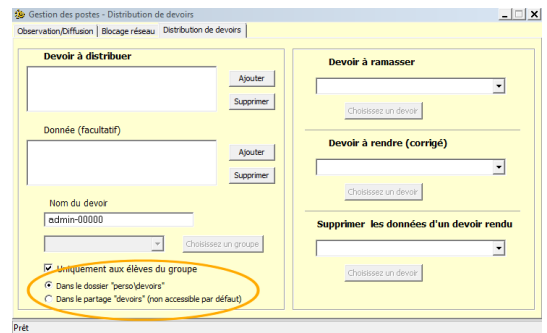 Gestion des postes - Distribution de devoirs
Observation/Diffusion Blocage réseau Distribution de devoirs
Devoir à distribuer
Ajouter
Supprimer
Donnée (facultatif)
Ajouter
Supprimer
Nom du devoir
admin-00000
Choisissez un groupe
Uniquement aux élèves du groupe
Dans le dossier "perso\devoirs"
Dans le partage "devoirs" (non accessible par défaut)
Devoir à ramasser
Choisissez un devoir
Devoir à rendre (corrigé)
Choisissez un devoir
Supprimer les données d'un devoir rendu
Choisissez un devoir
Prêt